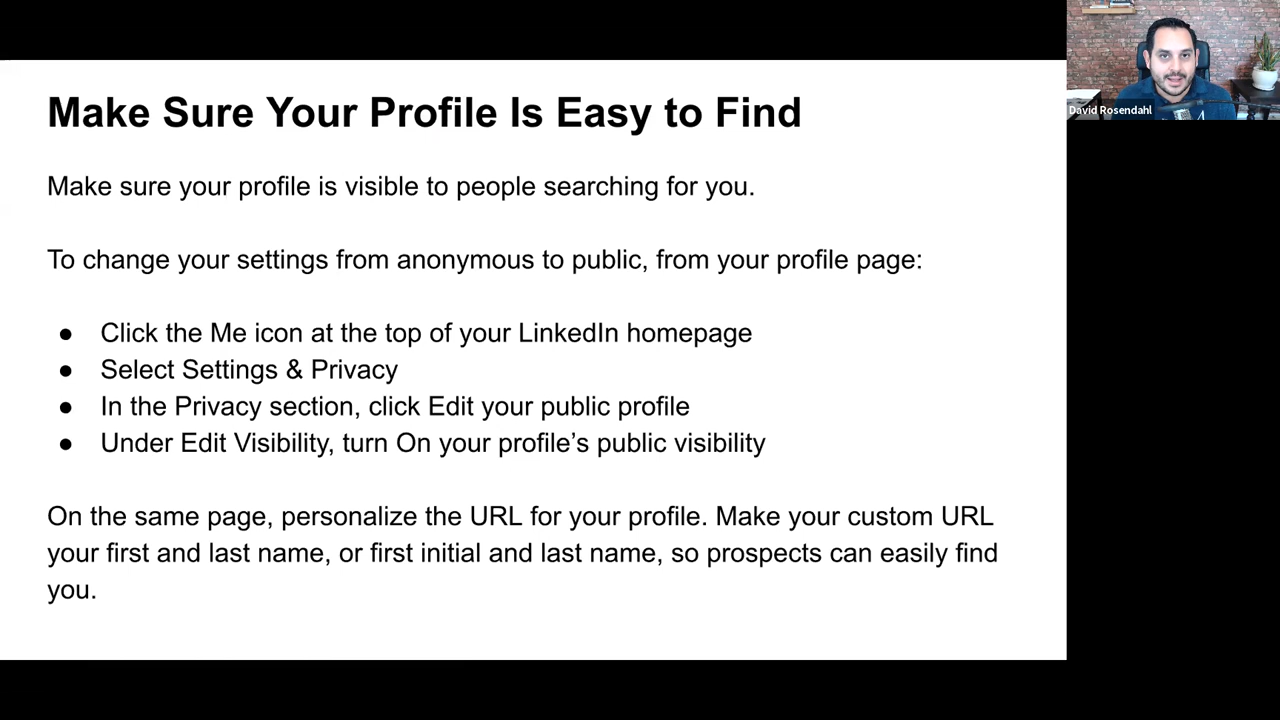 Make Sure Your Profile Is Easy to Find
Make sure your profile is visible to people searching for you.
To change your settings from anonymous to public, from your profile page:
● Click the Me icon at the top of your LinkedIn homepage
● Select Settings & Privacy
● In the Privacy section, click Edit your public profile
● Under Edit Visibility, turn On your profile’s public visibility
On the same page, personalize the URL for your profile. Make your custom URL
your first and last name, or first initial and last name, so prospects can easily find
you.
David Rosendahl